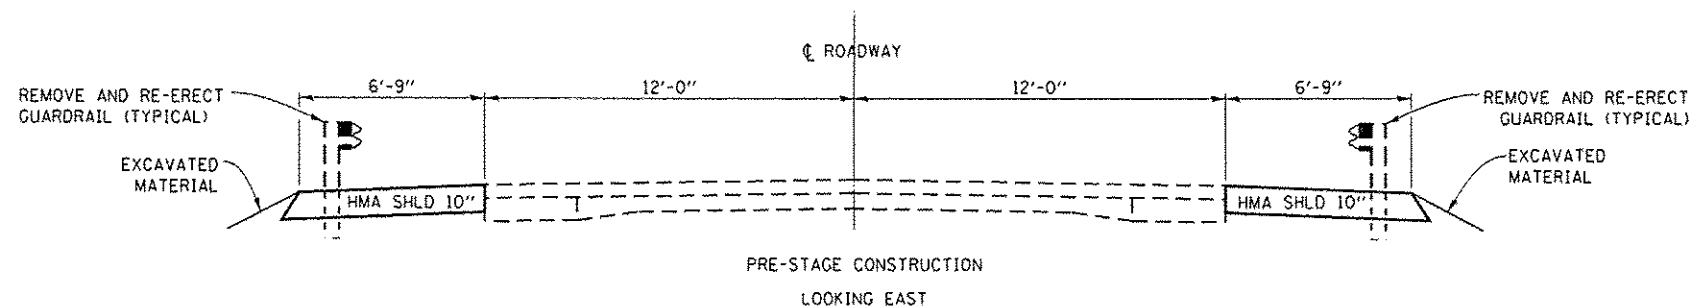 ℄ ROADWAY
6'-9" 12'-0" 12'-0" 6'-9"
REMOVE AND RE-ERECT
GUARDRAIL (TYPICAL)
REMOVE AND RE-ERECT
GUARDRAIL (TYPICAL)
EXCAVATED
MATERIAL
EXCAVATED
MATERIAL
HMA SHLD 10"
HMA SHLD 10"
PRE-STAGE CONSTRUCTION
LOOKING EAST